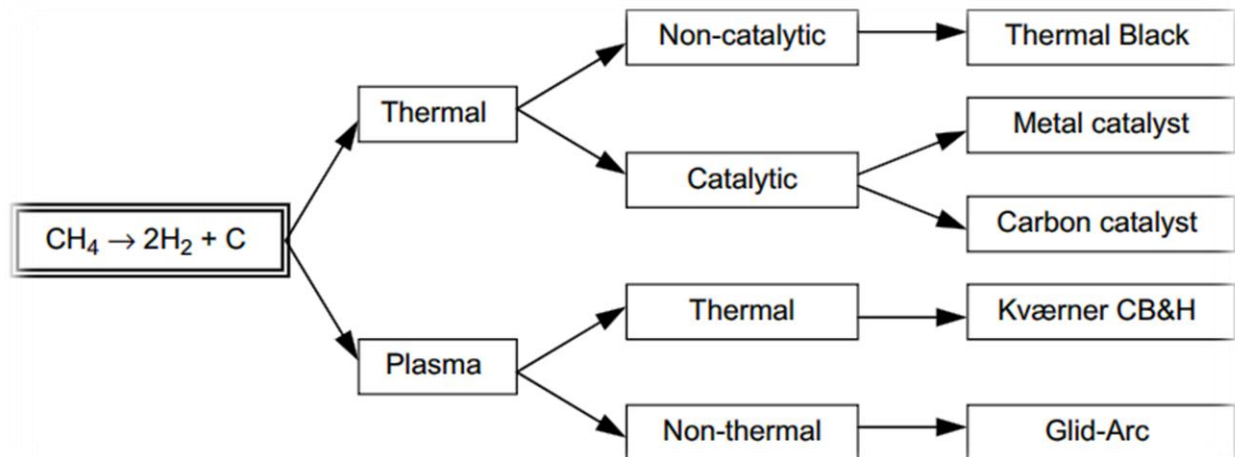 Non-catalytic
Thermal Black
Thermal
Metal catalyst
Catalytic
CH₄ → 2H₂ + C
Carbon catalyst
Thermal
Kværner CB&H
Plasma
Non-thermal
Glid-Arc